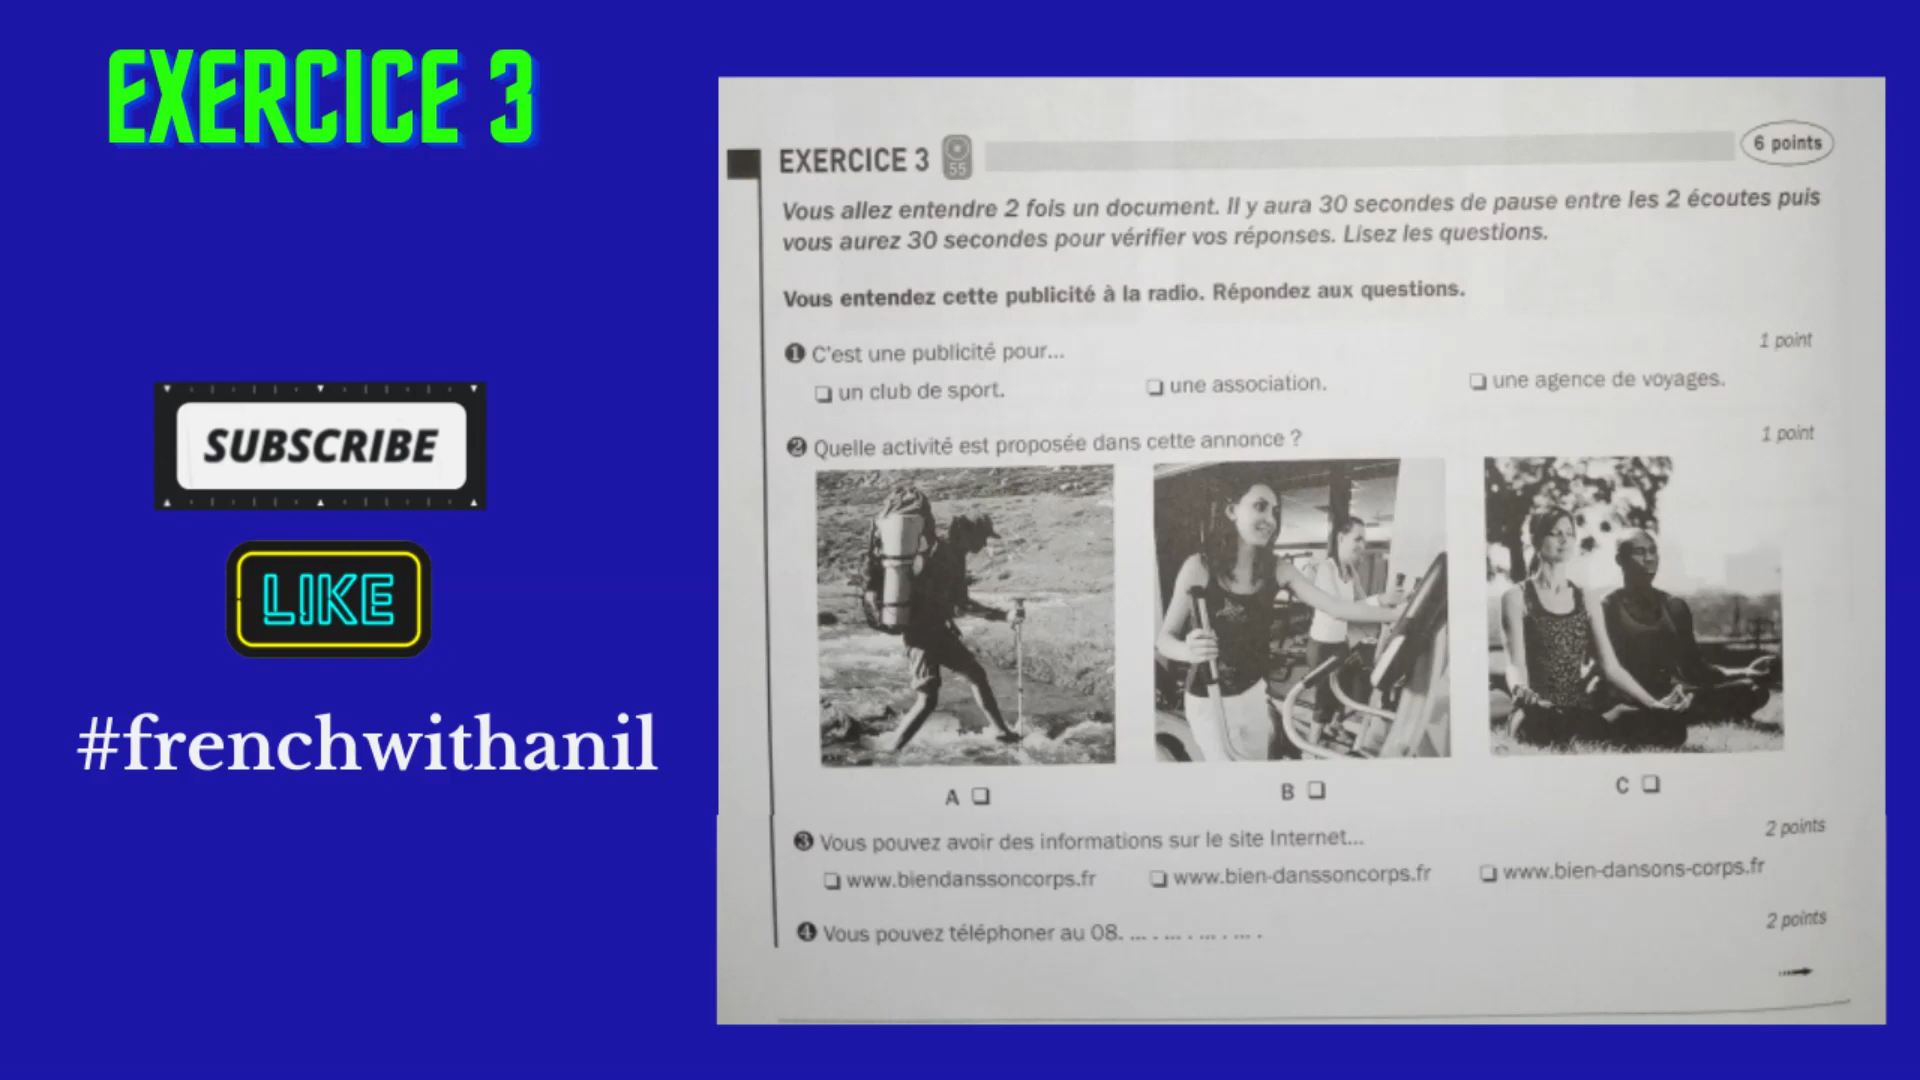 EXERCICE 3
SUBSCRIBE
LIKE
#frenchwithanil
EXERCICE 3 55
6 points
Vous allez entendre 2 fois un document. Il y aura 30 secondes de pause entre les 2 écoutes puis
vous aurez 30 secondes pour vérifier vos réponses. Lisez les questions.
Vous entendez cette publicité à la radio. Répondez aux questions.
❶ C'est une publicité pour...
1 point
❏ un club de sport. ❏ une association. ❏ une agence de voyages.
❷ Quelle activité est proposée dans cette annonce ?
1 point
A ❏ B ❏ C ❏
❸ Vous pouvez avoir des informations sur le site Internet...
2 points
❏ www.biendanssoncorps.fr ❏ www.bien-danssoncorps.fr ❏ www.bien-dansons-corps.fr
❹ Vous pouvez téléphoner au 08. ... . ... . ... . ... .
2 points